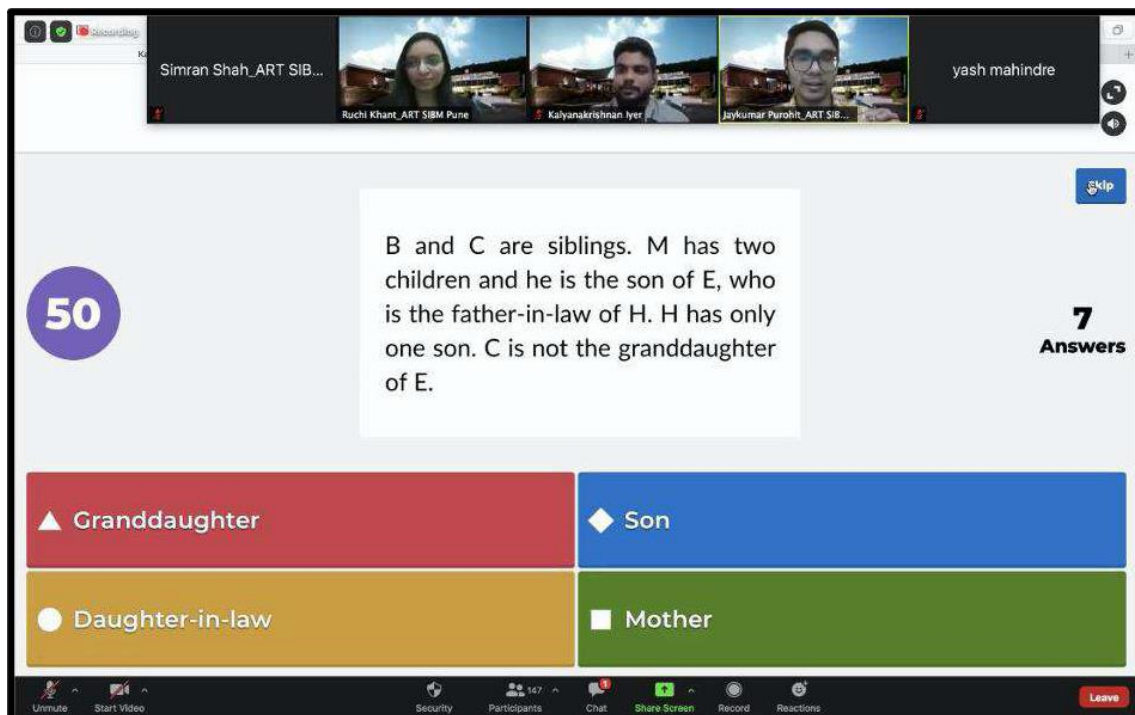 Recording
Ka
Simran Shah_ART SIB...
Ruchi Khant_ART SIBM Pune
Kalyanakrishnan Iyer
Jaykumar Purohit_ART SIB...
yash mahindre
Skip
B and C are siblings. M has two
children and he is the son of E, who
is the father-in-law of H. H has only
one son. C is not the granddaughter
of E.
50
7
Answers
Granddaughter
Son
Daughter-in-law
Mother
Unmute
Start Video
Security
147
Participants
1
Chat
Share Screen
Record
Reactions
Leave